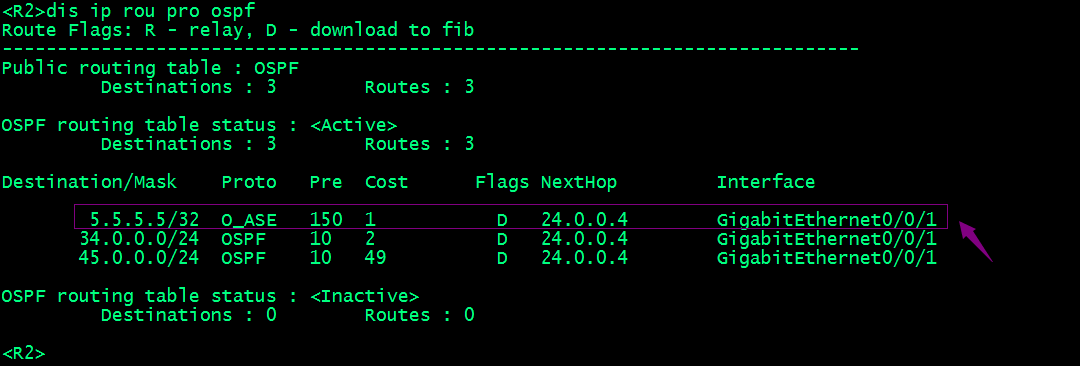 <R2>dis ip rou pro ospf
Route Flags: R - relay, D - download to fib
------------------------------------------------------------------------------
Public routing table : OSPF
         Destinations : 3        Routes : 3
OSPF routing table status : <Active>
         Destinations : 3        Routes : 3
Destination/Mask    Proto   Pre  Cost      Flags NextHop         Interface
        5.5.5.5/32  O_ASE   150  1           D   24.0.0.4        GigabitEthernet0/0/1
       34.0.0.0/24  OSPF    10   2           D   24.0.0.4        GigabitEthernet0/0/1
       45.0.0.0/24  OSPF    10   49          D   24.0.0.4        GigabitEthernet0/0/1
OSPF routing table status : <Inactive>
         Destinations : 0        Routes : 0
<R2>